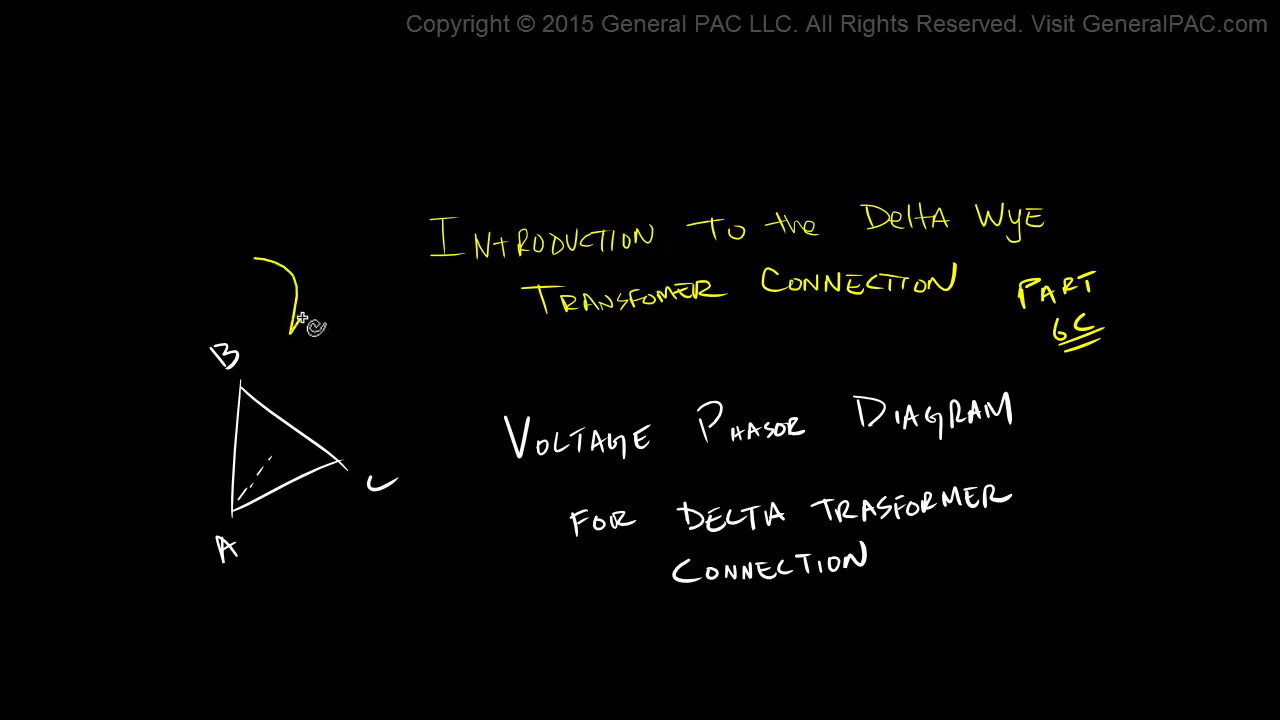 Copyright © 2015 General PAC LLC. All Rights Reserved. Visit GeneralPAC.com
INTRODUCTION TO the DELTA WYE
TRANSFOMER CONNECTION
PART
6C
B
VOLTAGE PHASOR DIAGRAM
C
FOR DELTA TRASFORMER
A
CONNECTION